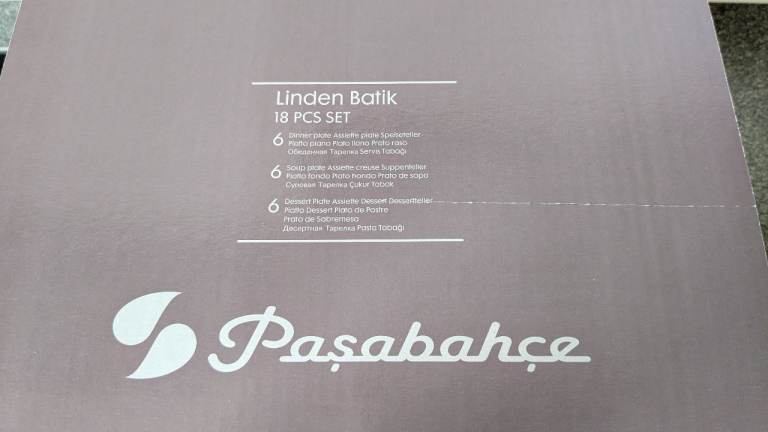 Linden Batik
18 PCS SET
6 Dinner plate Assiette plate Speiseteller
Piatto piano Plato llano Prato raso
Обеденная Тарелка Servis Tabağı
6 Soup plate Assiette creuse Suppenteller
Piatto fondo Plato hondo Prato de sopa
Суповая Тарелка Çukur Tabak
6 Dessert Plate Assiette Dessert Dessertteller
Piatto Dessert Plato de Postre
Prato de Sobremesa
Десертная Тарелка Pasta Tabağı
Paşabahçe